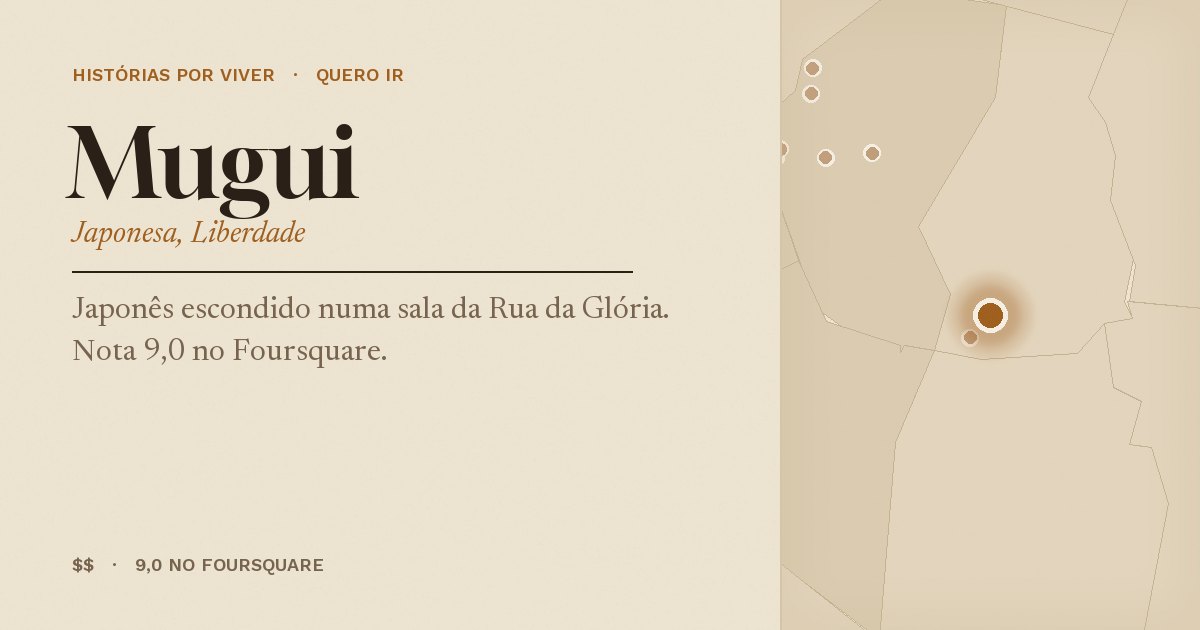 HISTÓRIAS POR VIVER · QUERO IR
Mugui
Japonesa, Liberdade
Japonês escondido numa sala da Rua da Glória.
Nota 9,0 no Foursquare.
$$ · 9,0 NO FOURSQUARE